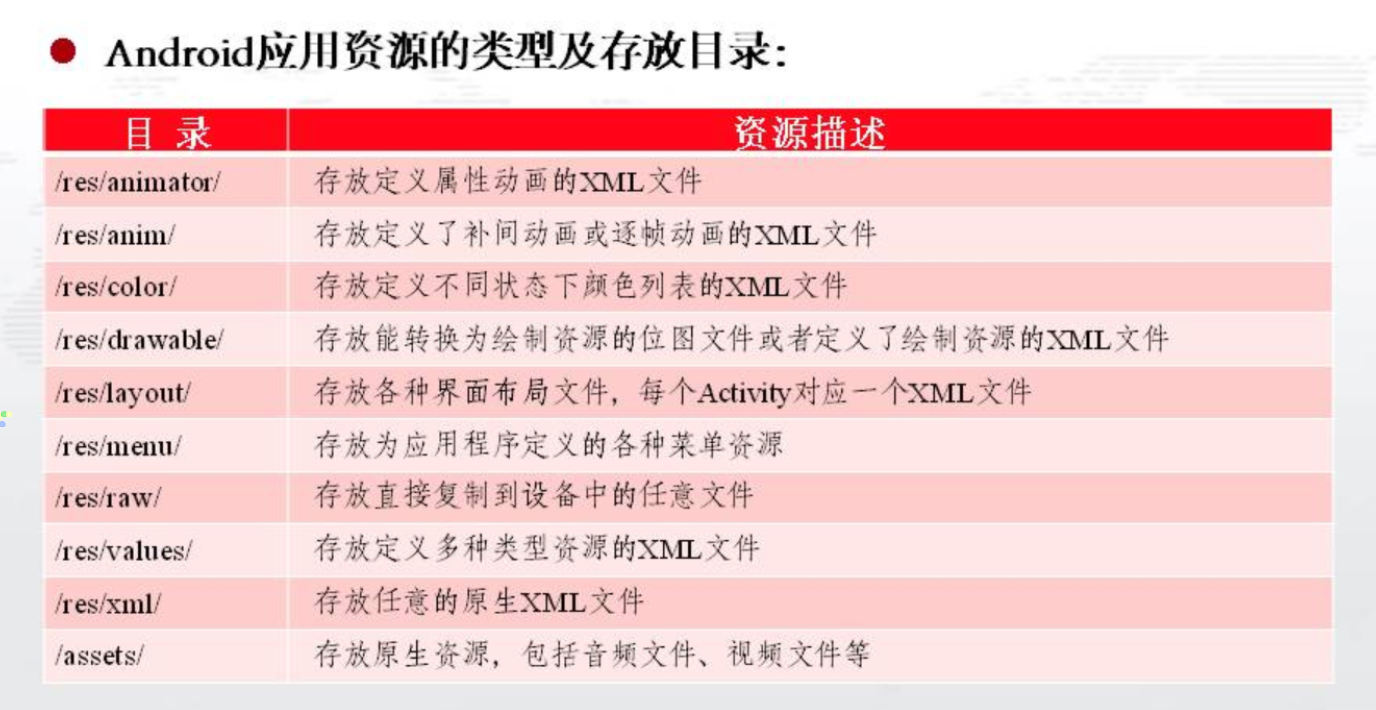 Android应用资源的类型及存放目录:
目 录 资源描述
/res/animator/ 存放定义属性动画的XML文件
/res/anim/ 存放定义了补间动画或逐帧动画的XML文件
/res/color/ 存放定义不同状态下颜色列表的XML文件
/res/drawable/ 存放能转换为绘制资源的位图文件或者定义了绘制资源的XML文件
/res/layout/ 存放各种界面布局文件，每个Activity对应一个XML文件
/res/menu/ 存放为应用程序定义的各种菜单资源
/res/raw/ 存放直接复制到设备中的任意文件
/res/values/ 存放定义多种类型资源的XML文件
/res/xml/ 存放任意的原生XML文件
/assets/ 存放原生资源，包括音频文件、视频文件等